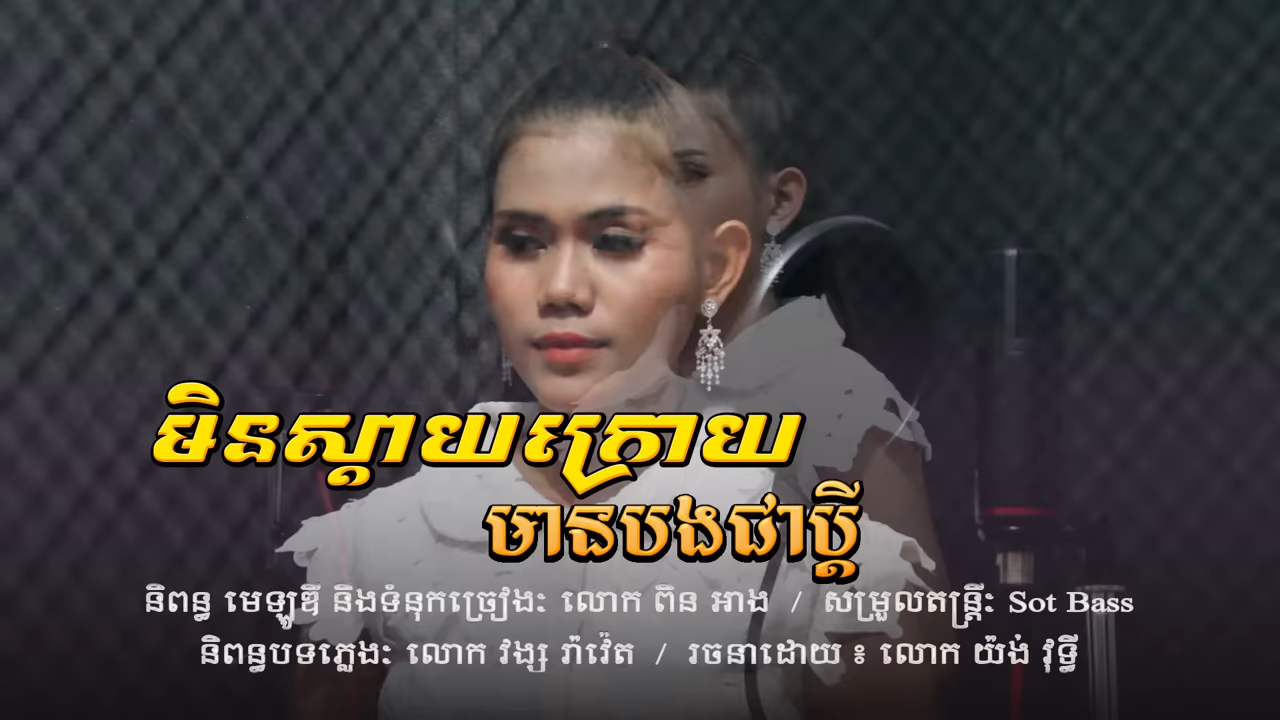 មិនស្តាយក្រោយ
មានបងជាប្តី
និពន្ធ មេឡូឌី និងទំនុកច្រៀង៖ លោក ពិន អាង / សម្រួលតន្ត្រី៖ Sot Bass
និពន្ធបទភ្លេង៖ លោក វង្ស រ៉ាវ៉េត / រចនាដោយ ៖ លោក យ៉ង់ វុទ្ធី